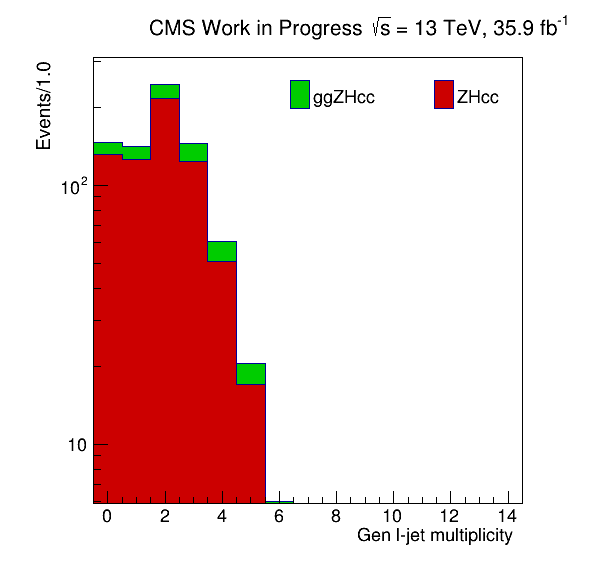 CMS Work in Progress √s = 13 TeV, 35.9 fb⁻¹
Events/1.0
ggZHcc
ZHcc
10²
10
0 2 4 6 8 10 12 14
Gen l-jet multiplicity